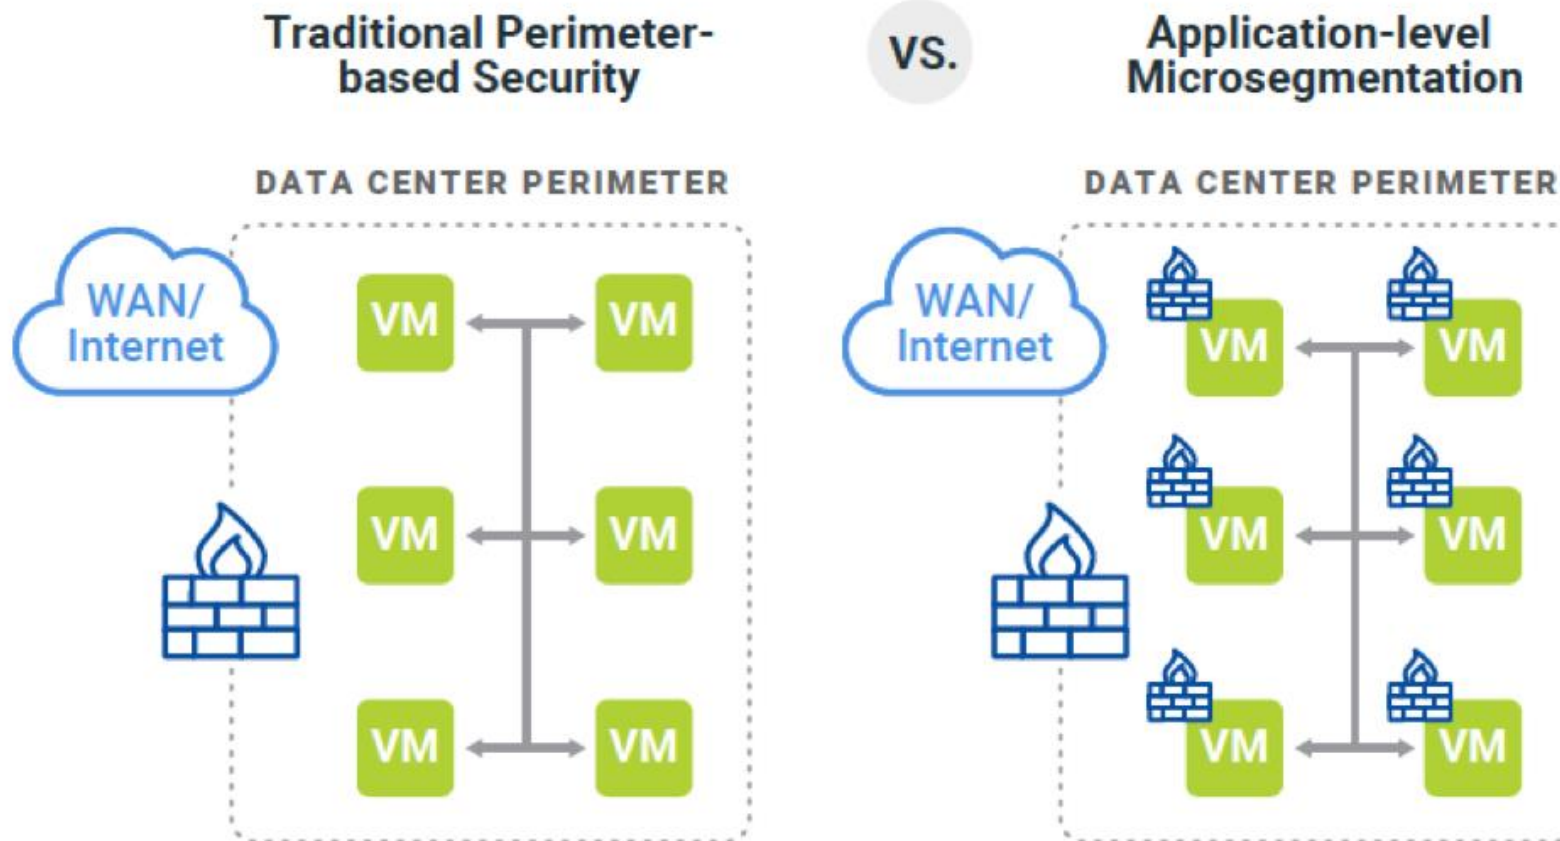 Traditional Perimeter-
based Security
VS.
Application-level
Microsegmentation
DATA CENTER PERIMETER
WAN/
Internet
VM
VM
VM
VM
VM
VM
DATA CENTER PERIMETER
WAN/
Internet
VM
VM
VM
VM
VM
VM